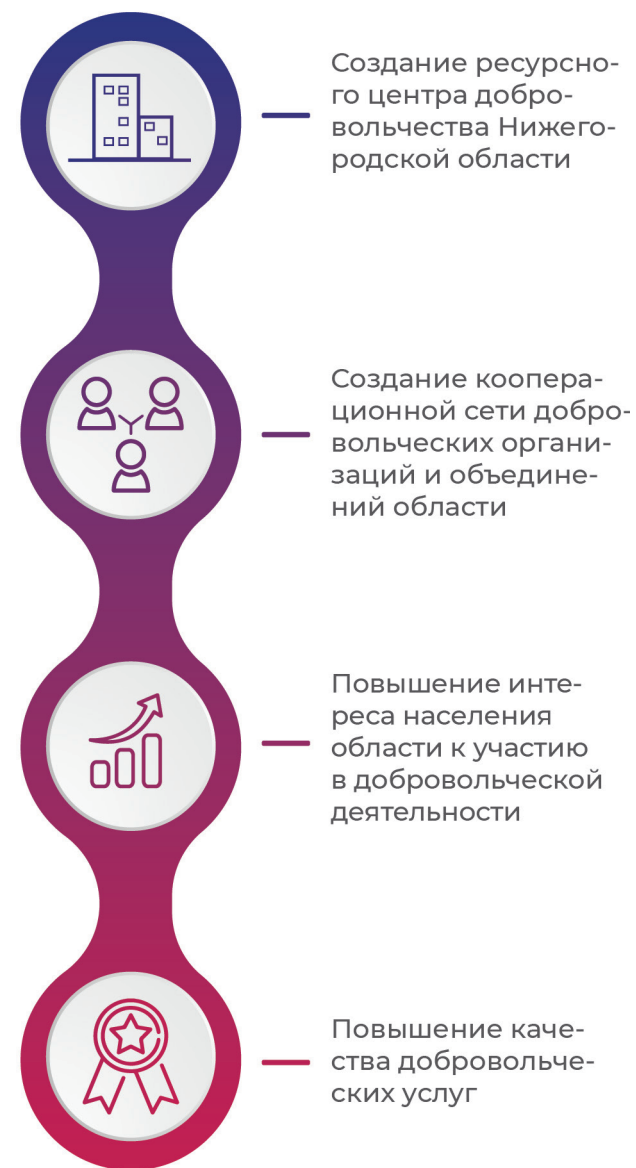 Создание ресурсно-
го центра добро-
вольчества Нижего-
родской области
Создание коопера-
ционной сети добро-
вольческих органи-
заций и объедине-
ний области
Повышение инте-
реса населения
области к участию
в добровольческой
деятельности
Повышение каче-
ства добровольче-
ских услуг